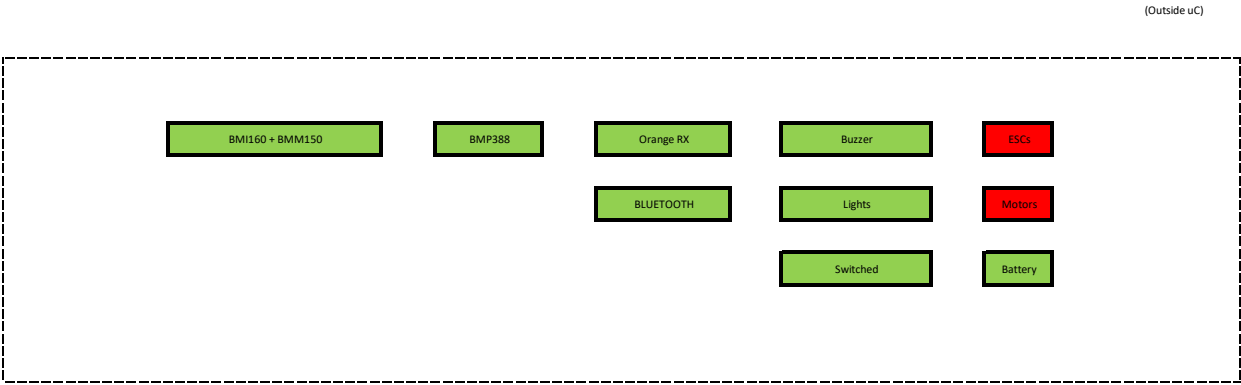 (Outside uC)
BMI160 + BMM150
BMP388
Orange RX
Buzzer
ESCs
BLUETOOTH
Lights
Motors
Switched
Battery